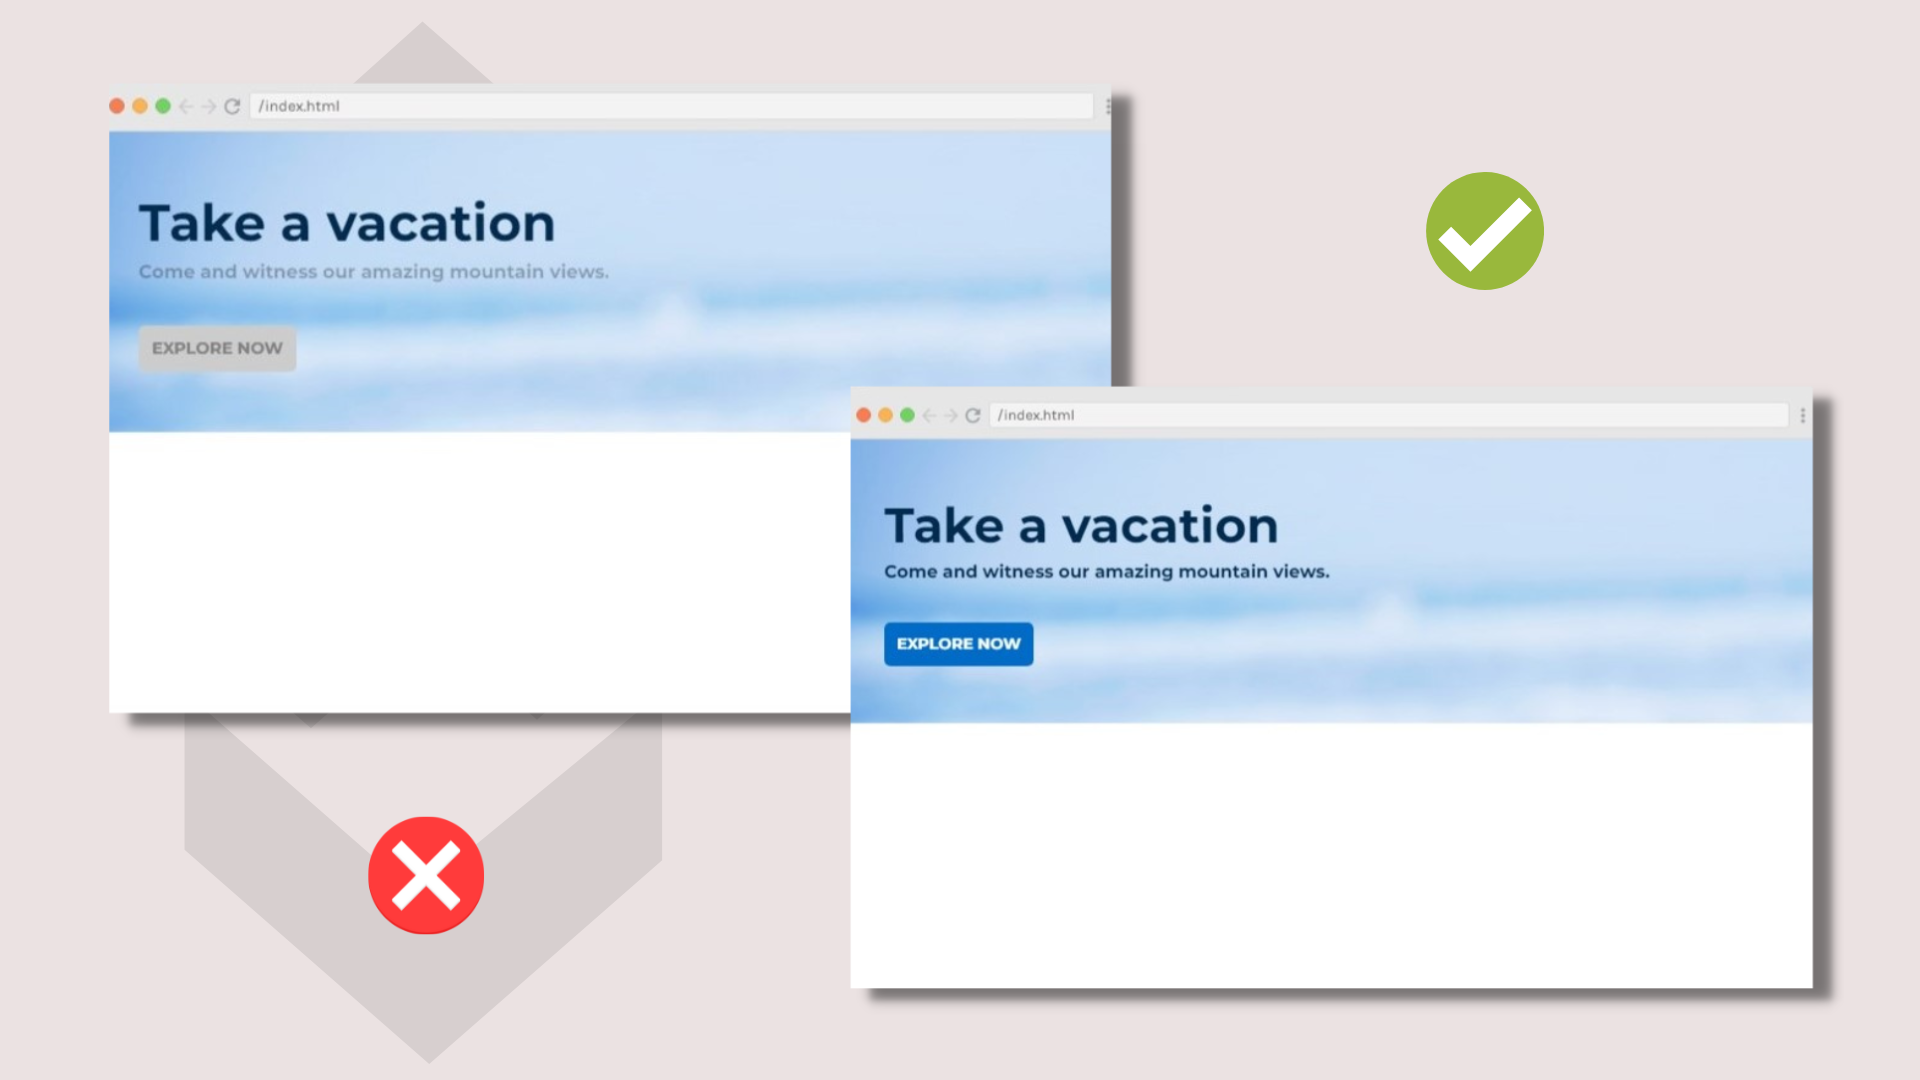 /index.html
Take a vacation
Come and witness our amazing mountain views.
EXPLORE NOW
/index.html
Take a vacation
Come and witness our amazing mountain views.
EXPLORE NOW